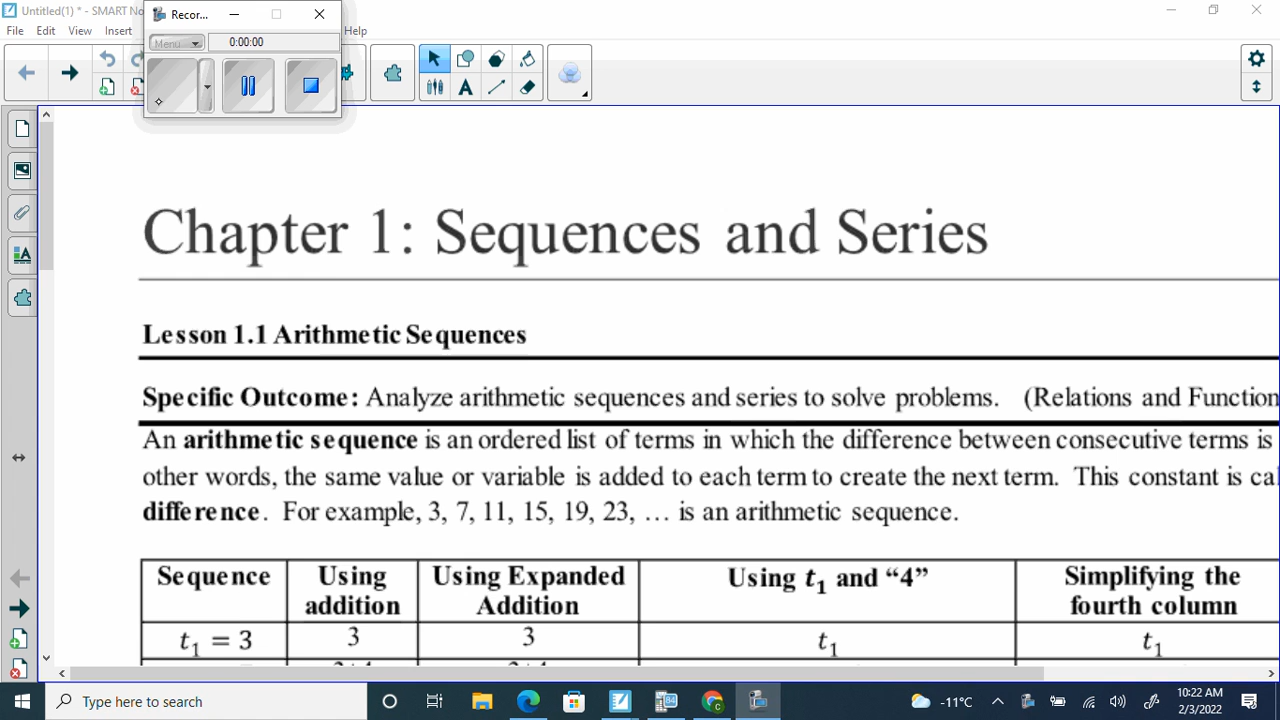 Untitled(1) * - SMART No
Recor...
File Edit View Insert Help
Menu 0:00:00
Chapter 1: Sequences and Series
Lesson 1.1 Arithmetic Sequences
Specific Outcome: Analyze arithmetic sequences and series to solve problems. (Relations and Function
An arithmetic sequence is an ordered list of terms in which the difference between consecutive terms is
other words, the same value or variable is added to each term to create the next term. This constant is ca
difference. For example, 3, 7, 11, 15, 19, 23, … is an arithmetic sequence.
Sequence Using addition Using Expanded Addition Using t₁ and “4” Simplifying the fourth column
t₁ = 3 3 3 t₁ t₁
Type here to search
-11°C
10:22 AM
2/3/2022